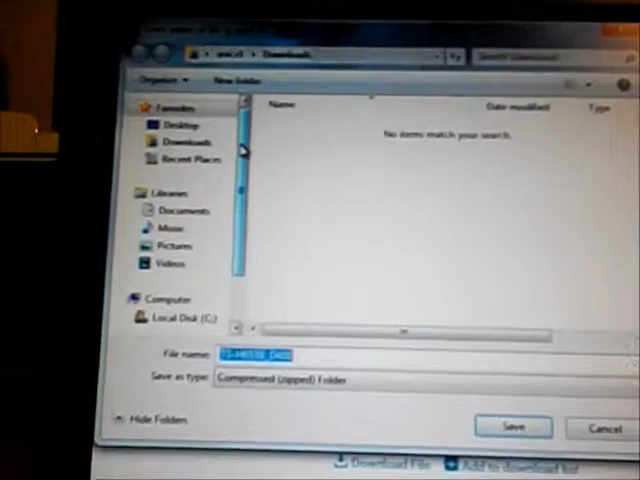 Downloads
Organize New folder
Favorites
Desktop
Downloads
Recent Places
Libraries
Documents
Music
Pictures
Videos
Computer
Local Disk (C:)
Name Date modified Type
No items match your search.
File name:
Save as type: Compressed (zipped) Folder
Hide Folders
Save Cancel
Download File Add to download list